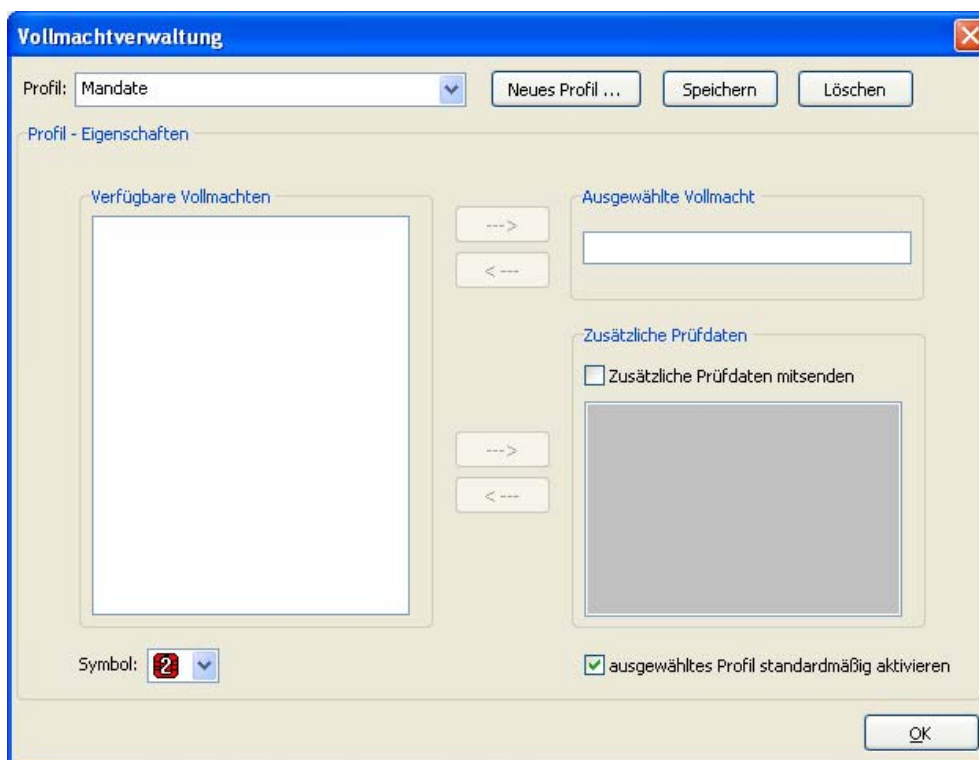 Vollmachtverwaltung
Profil: Mandate Neues Profil ... Speichern Löschen
Profil - Eigenschaften
Verfügbare Vollmachten
Ausgewählte Vollmacht
--->
< ---
Zusätzliche Prüfdaten
Zusätzliche Prüfdaten mitsenden
--->
< ---
Symbol: 2
ausgewähltes Profil standardmäßig aktivieren
OK